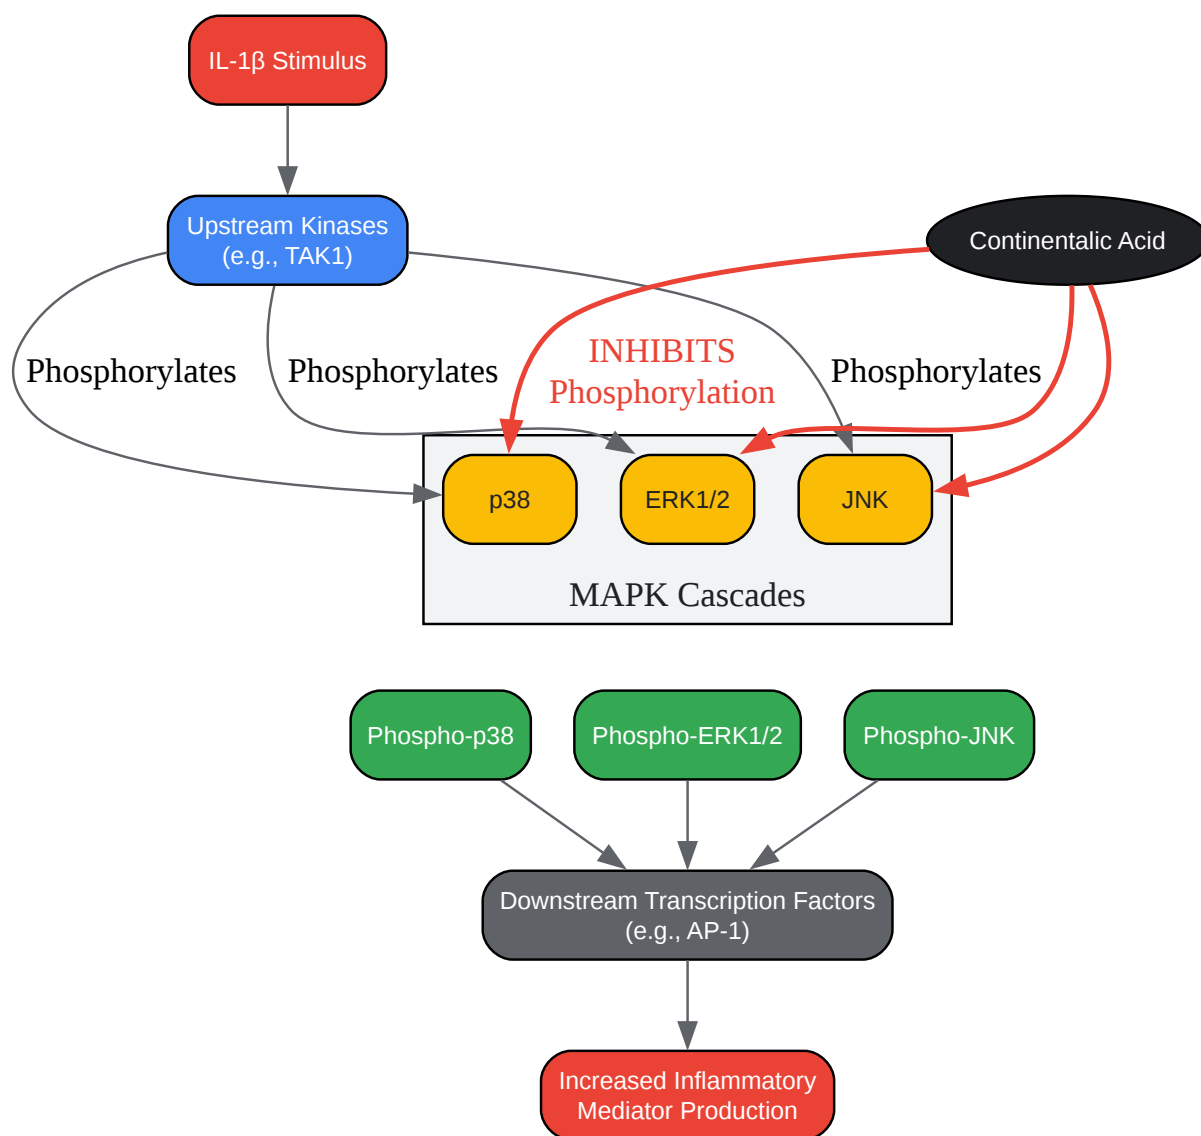 IL-1β Stimulus
Upstream Kinases
(e.g., TAK1)
Continentalic Acid
Phosphorylates
Phosphorylates
INHIBITS
Phosphorylation
Phosphorylates
p38
ERK1/2
JNK
MAPK Cascades
Phospho-p38
Phospho-ERK1/2
Phospho-JNK
Downstream Transcription Factors
(e.g., AP-1)
Increased Inflammatory
Mediator Production